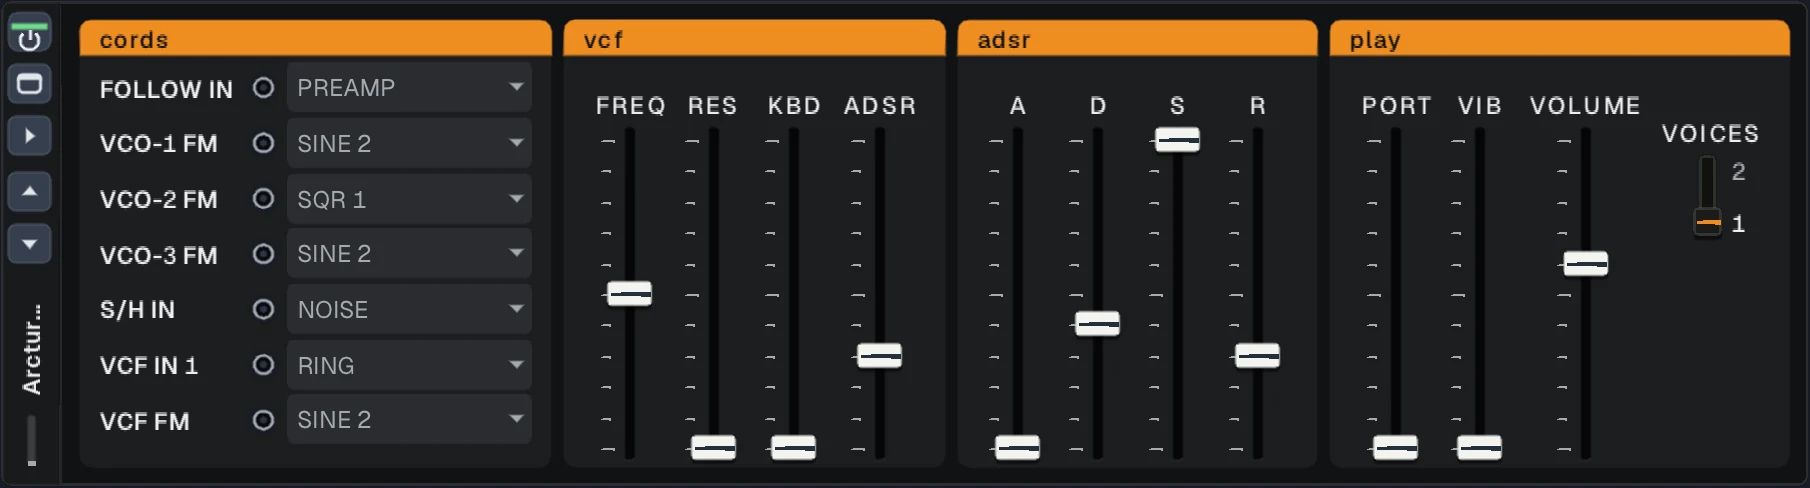 cords
FOLLOW IN PREAMP
VCO-1 FM SINE 2
VCO-2 FM SQR 1
VCO-3 FM SINE 2
S/H IN NOISE
VCF IN 1 RING
VCF FM SINE 2
vcf
FREQ RES KBD ADSR
adsr
A D S R
play
PORT VIB VOLUME
VOICES
2
1
Arctur...